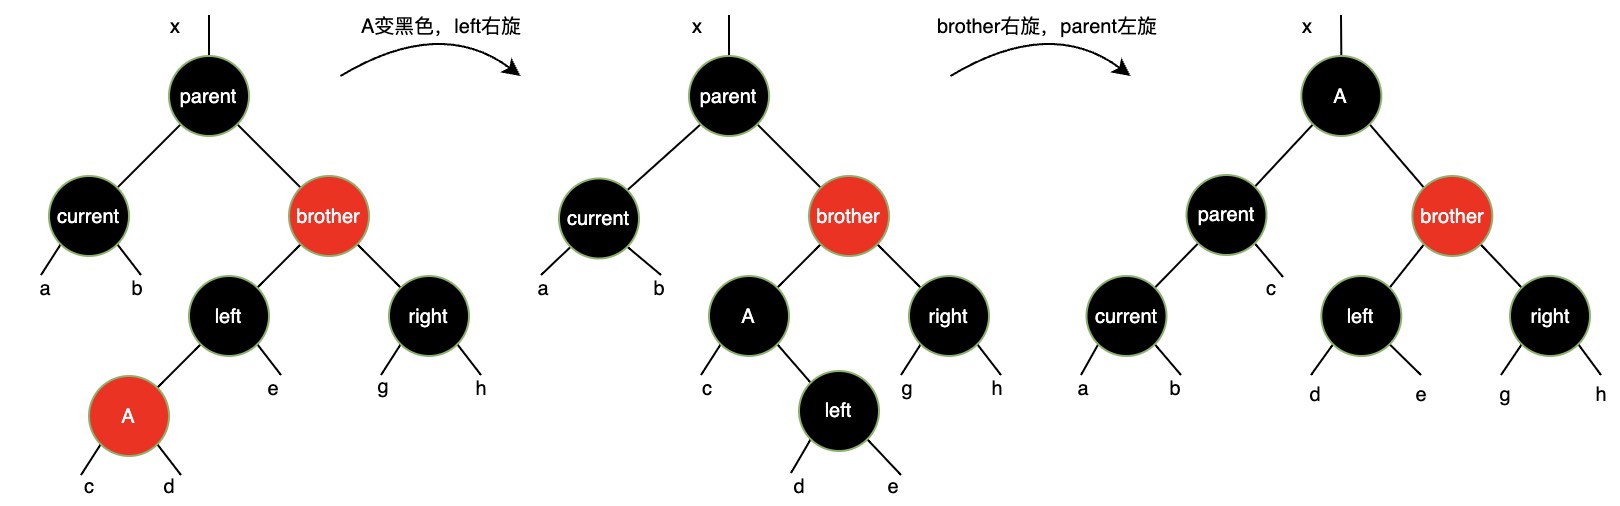 x
A变黑色，left右旋
x
brother右旋，parent左旋
x
parent
parent
A
current
brother
current
brother
parent
brother
a
b
left
right
a
b
A
right
c
current
left
right
A
e
g
h
c
left
g
h
a
b
d
e
g
h
c
d
d
e